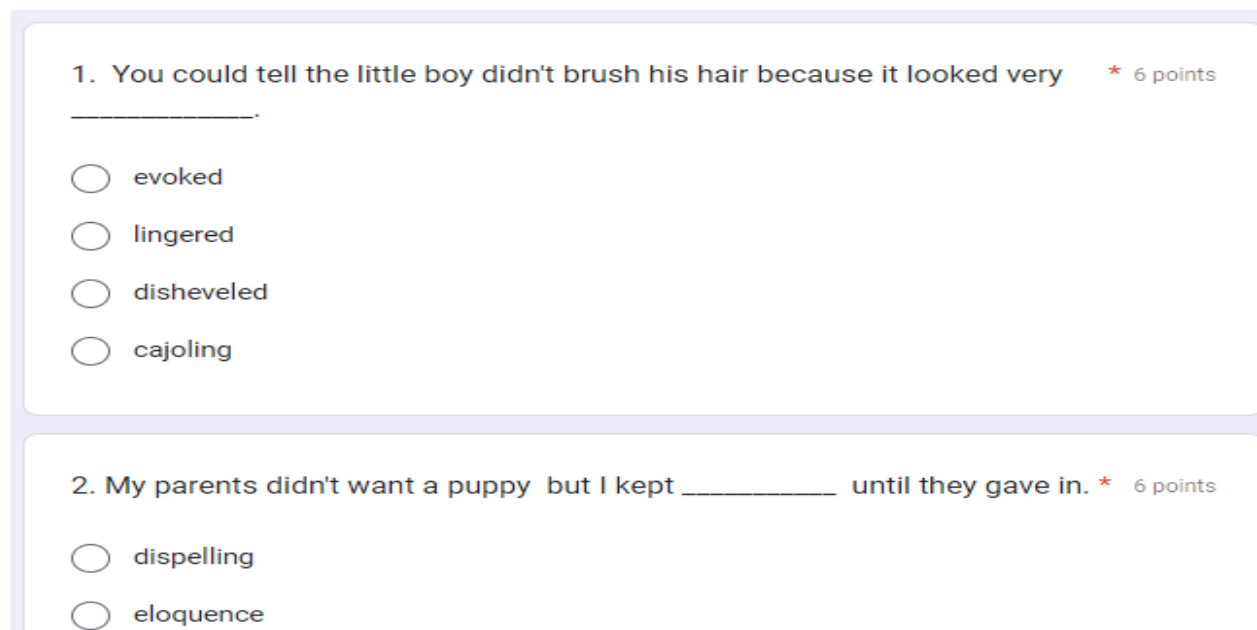 1. You could tell the little boy didn't brush his hair because it looked very * 6 points
_____________.
evoked
lingered
disheveled
cajoling
2. My parents didn't want a puppy but I kept ___________ until they gave in. * 6 points
dispelling
eloquence